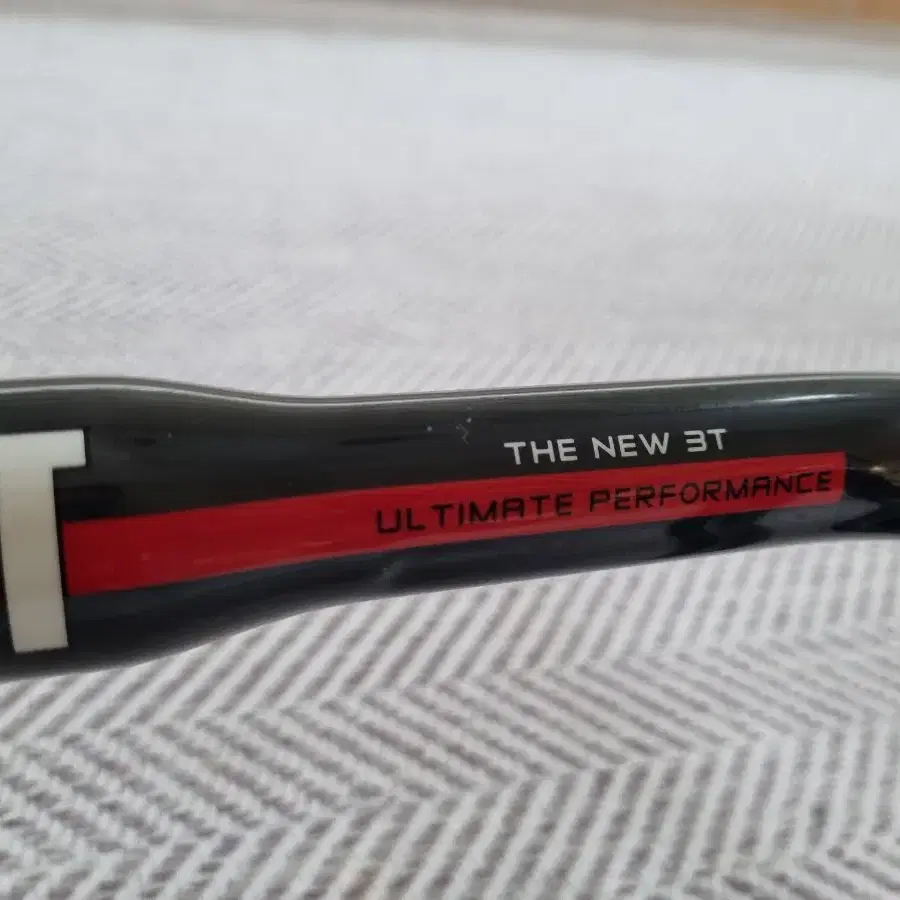 T
THE NEW 3T
ULTIMATE PERFORMANCE